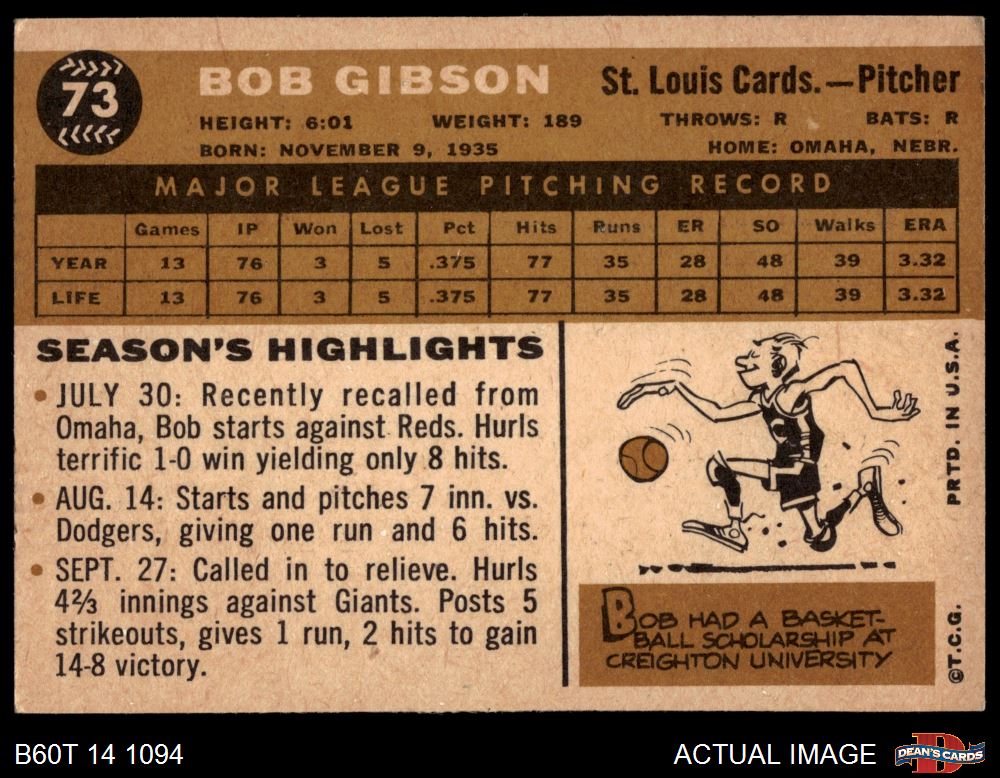 73
BOB GIBSON
St. Louis Cards.—Pitcher
HEIGHT: 6:01 WEIGHT: 189 THROWS: R BATS: R
BORN: NOVEMBER 9, 1935 HOME: OMAHA, NEBR.
MAJOR LEAGUE PITCHING RECORD
Games IP Won Lost Pct Hits Runs ER SO Walks ERA
YEAR 13 76 3 5 .375 77 35 28 48 39 3.32
LIFE 13 76 3 5 .375 77 35 28 48 39 3.32
SEASON'S HIGHLIGHTS
• JULY 30: Recently recalled from
Omaha, Bob starts against Reds. Hurls
terrific 1-0 win yielding only 8 hits.
• AUG. 14: Starts and pitches 7 inn. vs.
Dodgers, giving one run and 6 hits.
• SEPT. 27: Called in to relieve. Hurls
4⅔ innings against Giants. Posts 5
strikeouts, gives 1 run, 2 hits to gain
14-8 victory.
C
BOB HAD A BASKET-
BALL SCHOLARSHIP AT
CREIGHTON UNIVERSITY
©T.C.G. PRTD. IN U.S.A.
B60T 14 1094
ACTUAL IMAGE
D
DEAN'S CARDS